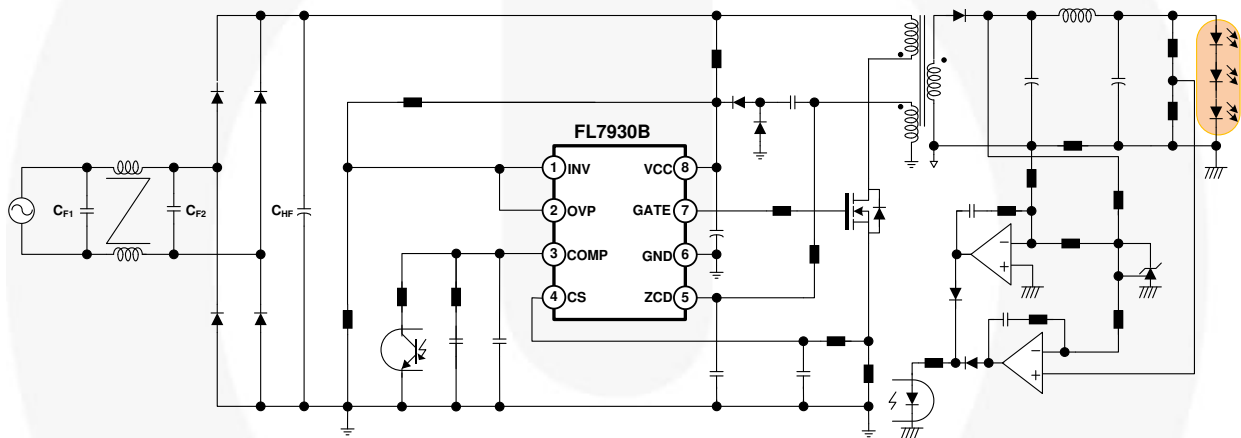 FL7930B
1 INV
VCC 8
2 OVP
GATE 7
3 COMP
GND 6
4 CS
ZCD 5
CF1
CF2
CHF